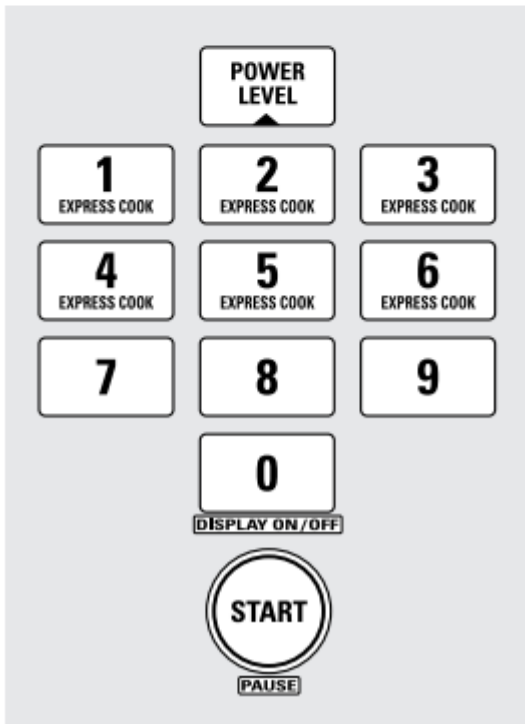 POWER
LEVEL
1
EXPRESS COOK
2
EXPRESS COOK
3
EXPRESS COOK
4
EXPRESS COOK
5
EXPRESS COOK
6
EXPRESS COOK
7
8
9
0
DISPLAY ON/OFF
START
PAUSE